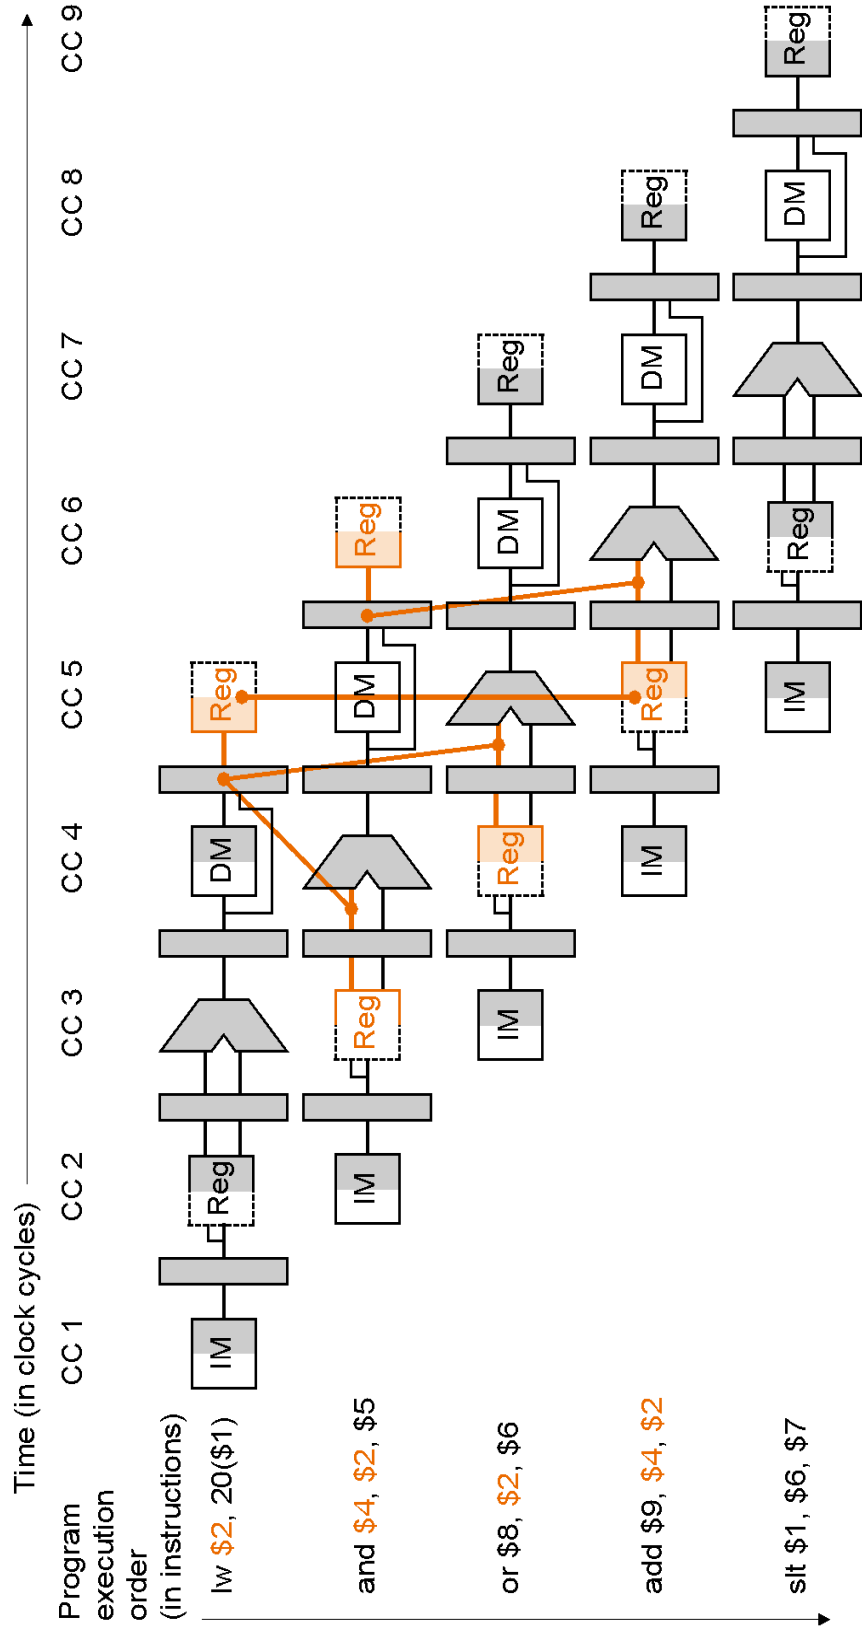 Time (in clock cycles)
CC 1 CC 2 CC 3 CC 4 CC 5 CC 6 CC 7 CC 8 CC 9
Program
execution
order
(in instructions)
lw $2, 20($1)
IM Reg DM Reg
and $4, $2, $5
IM Reg DM Reg
or $8, $2, $6
IM Reg DM Reg
add $9, $4, $2
IM Reg DM Reg
slt $1, $6, $7
IM Reg DM Reg